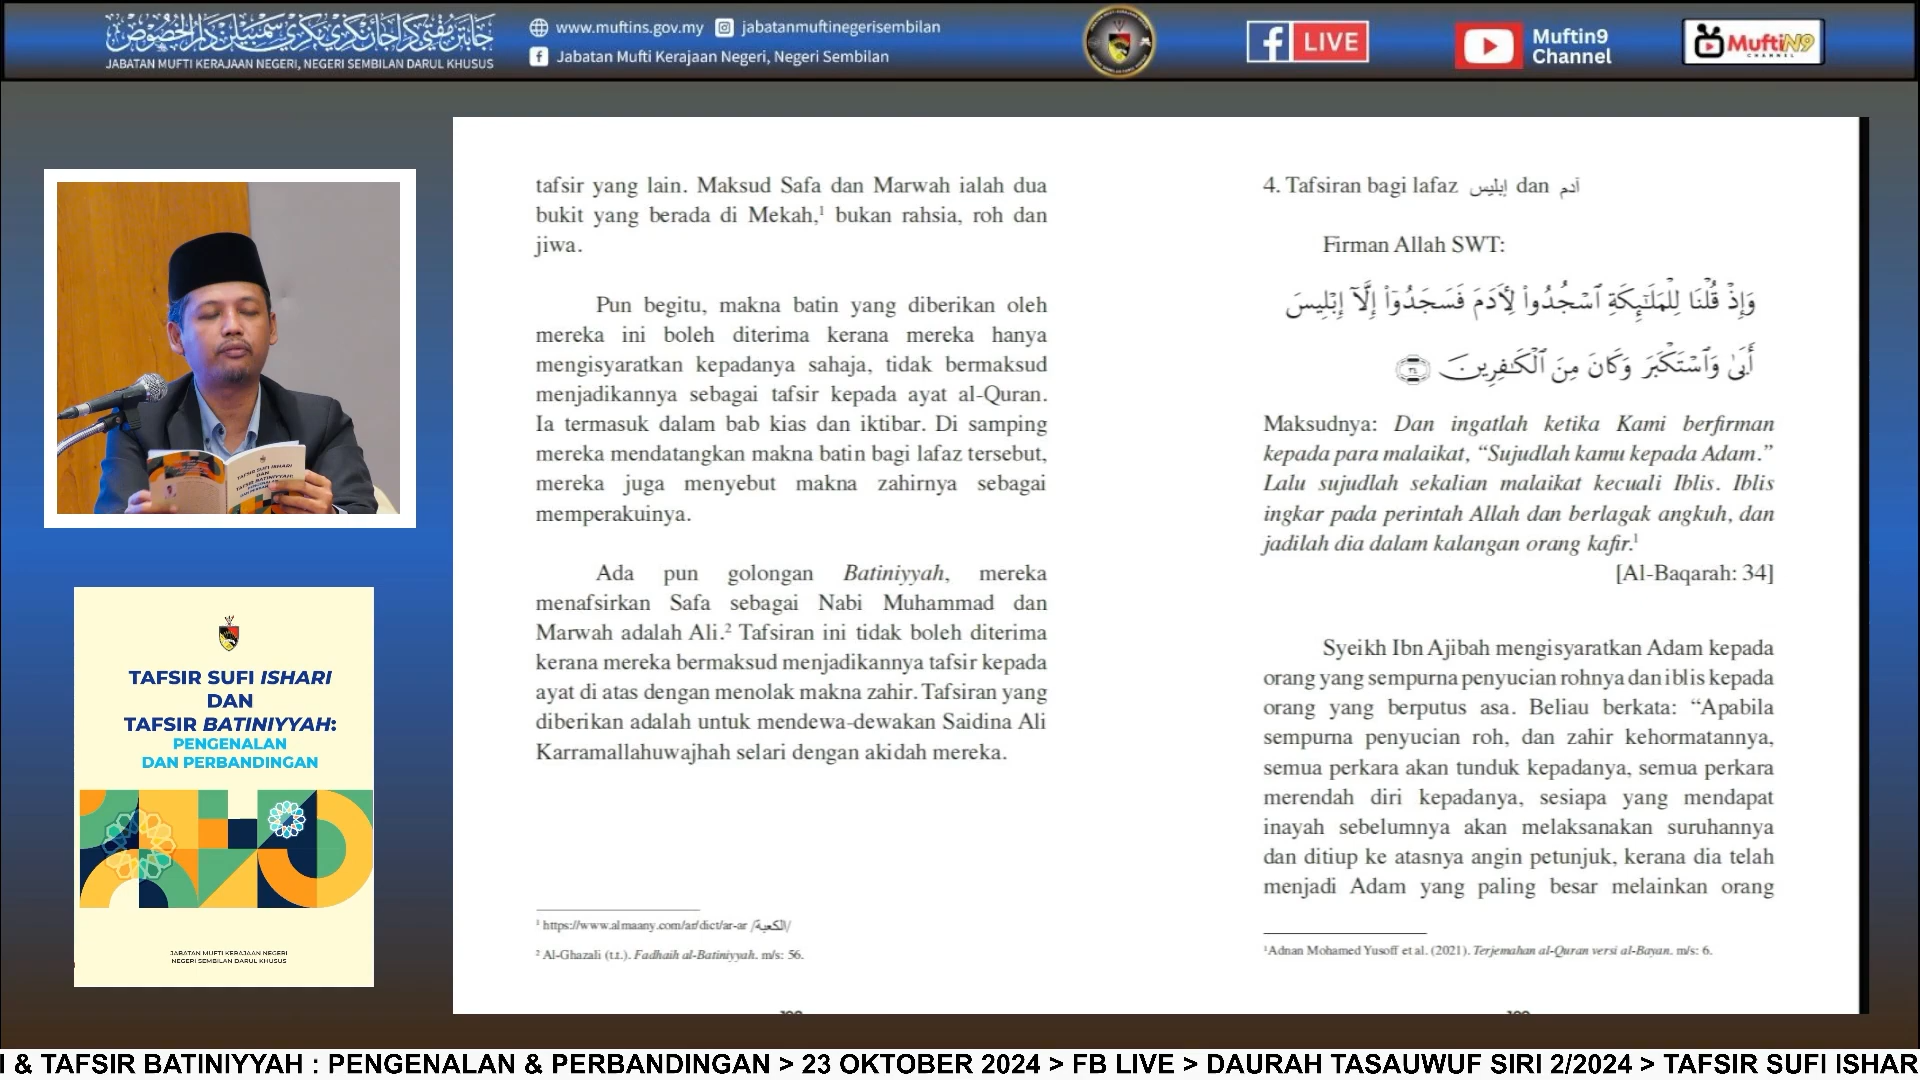 جابتن مفتي كراجان نڬري نڬري سمبيلن دار الخصوص
JABATAN MUFTI KERAJAAN NEGERI, NEGERI SEMBILAN DARUL KHUSUS
www.muftins.gov.my jabatanmuftinegerisembilan
Jabatan Mufti Kerajaan Negeri, Negeri Sembilan
LIVE
Muftin9
Channel
MuftiN9
CHANNEL
TAFSIR SUFI ISHARI
DAN
TAFSIR BATINIYYAH:
TAFSIR SUFI ISHARI
DAN
TAFSIR BATINIYYAH:
PENGENALAN
DAN PERBANDINGAN
JABATAN MUFTI KERAJAAN NEGERI
NEGERI SEMBILAN DARUL KHUSUS
tafsir yang lain. Maksud Safa dan Marwah ialah dua
bukit yang berada di Mekah,¹ bukan rahsia, roh dan
jiwa.
Pun begitu, makna batin yang diberikan oleh
mereka ini boleh diterima kerana mereka hanya
mengisyaratkan kepadanya sahaja, tidak bermaksud
menjadikannya sebagai tafsir kepada ayat al-Quran.
Ia termasuk dalam bab kias dan iktibar. Di samping
mereka mendatangkan makna batin bagi lafaz tersebut,
mereka juga menyebut makna zahirnya sebagai
memperakuinya.
Ada pun golongan Batiniyyah, mereka
menafsirkan Safa sebagai Nabi Muhammad dan
Marwah adalah Ali.² Tafsiran ini tidak boleh diterima
kerana mereka bermaksud menjadikannya tafsir kepada
ayat di atas dengan menolak makna zahir. Tafsiran yang
diberikan adalah untuk mendewa-dewakan Saidina Ali
Karramallahuwajhah selari dengan akidah mereka.
¹ https://www.almaany.com/ar/dict/ar-ar /الكعبة/
² Al-Ghazali (t.t.). Fadhaih al-Batiniyyah. m/s: 56.
4. Tafsiran bagi lafaz إبليس dan آدم
Firman Allah SWT:
وَإِذْ قُلْنَا لِلْمَلَٰٓئِكَةِ ٱسْجُدُوا۟ لِءَادَمَ فَسَجَدُوٓا۟ إِلَّآ إِبْلِيسَ
أَبَىٰ وَٱسْتَكْبَرَ وَكَانَ مِنَ ٱلْكَٰفِرِينَ ٣٤
Maksudnya: Dan ingatlah ketika Kami berfirman
kepada para malaikat, “Sujudlah kamu kepada Adam.”
Lalu sujudlah sekalian malaikat kecuali Iblis. Iblis
ingkar pada perintah Allah dan berlagak angkuh, dan
jadilah dia dalam kalangan orang kafir.¹
[Al-Baqarah: 34]
Syeikh Ibn Ajibah mengisyaratkan Adam kepada
orang yang sempurna penyucian rohnya dan iblis kepada
orang yang berputus asa. Beliau berkata: “Apabila
sempurna penyucian roh, dan zahir kehormatannya,
semua perkara akan tunduk kepadanya, semua perkara
merendah diri kepadanya, sesiapa yang mendapat
inayah sebelumnya akan melaksanakan suruhannya
dan ditiup ke atasnya angin petunjuk, kerana dia telah
menjadi Adam yang paling besar melainkan orang
¹Adnan Mohamed Yusoff et al. (2021). Terjemahan al-Quran versi al-Bayan. m/s: 6.
I & TAFSIR BATINIYYAH : PENGENALAN & PERBANDINGAN > 23 OKTOBER 2024 > FB LIVE > DAURAH TASAUWUF SIRI 2/2024 > TAFSIR SUFI ISHAR